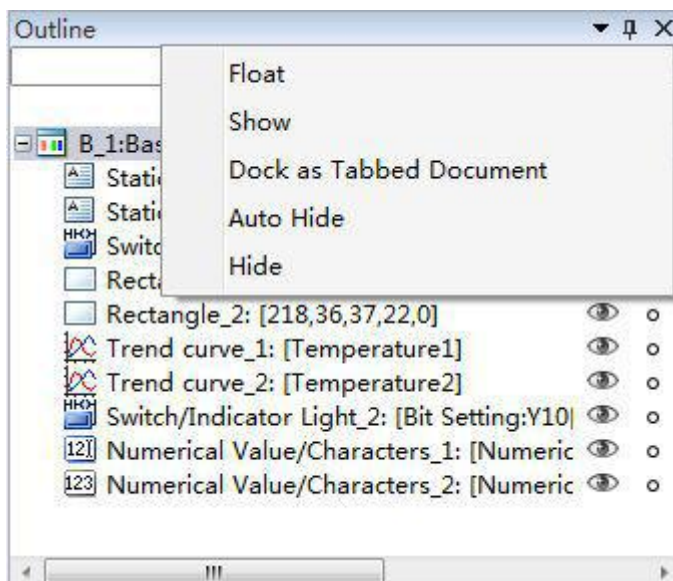 Outline
Float
Show
Dock as Tabbed Document
Auto Hide
Hide
B_1:Bas
Stati
Stati
Switc
Recta
Rectangle_2: [218,36,37,22,0]
Trend curve_1: [Temperature1]
Trend curve_2: [Temperature2]
Switch/Indicator Light_2: [Bit Setting:Y10
Numerical Value/Characters_1: [Numeric
Numerical Value/Characters_2: [Numeric